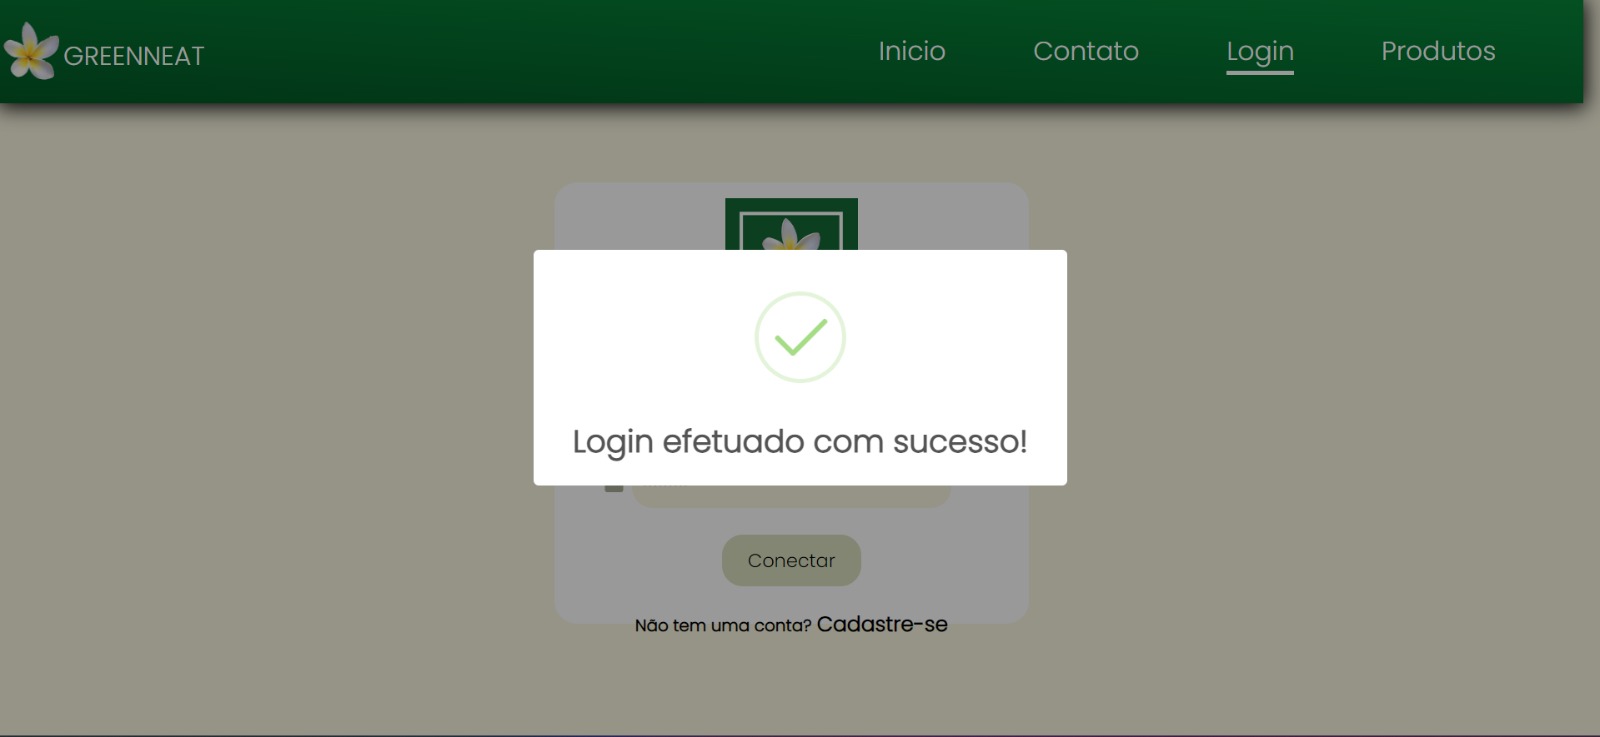 GREENNEAT
Inicio Contato Login Produtos
Login efetuado com sucesso!
Conectar
Não tem uma conta? Cadastre-se